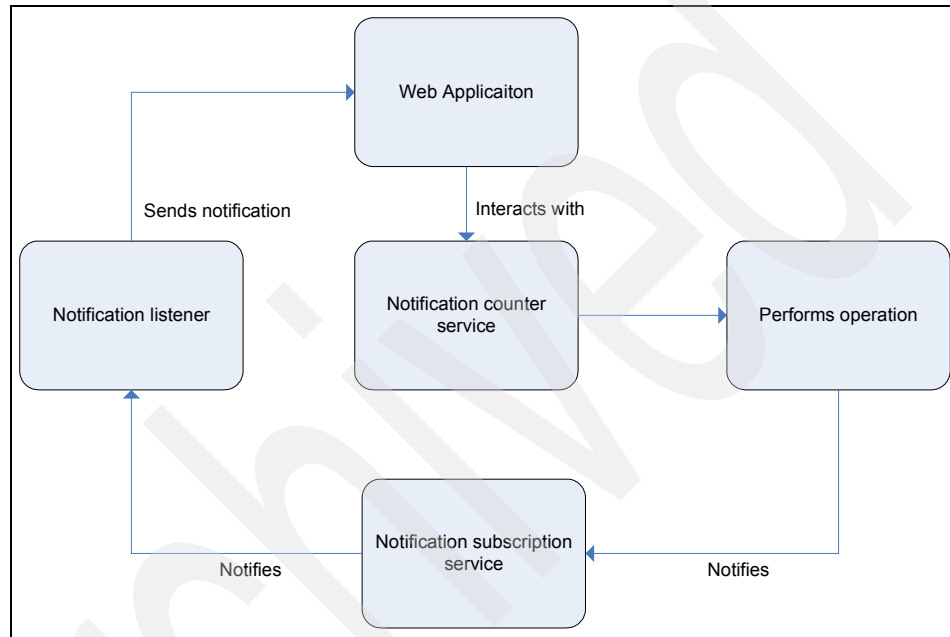 Web Applicaiton
Sends notification
Interacts with
Notification listener
Notification counter
service
Performs operation
Notification subscription
service
Notifies
Notifies